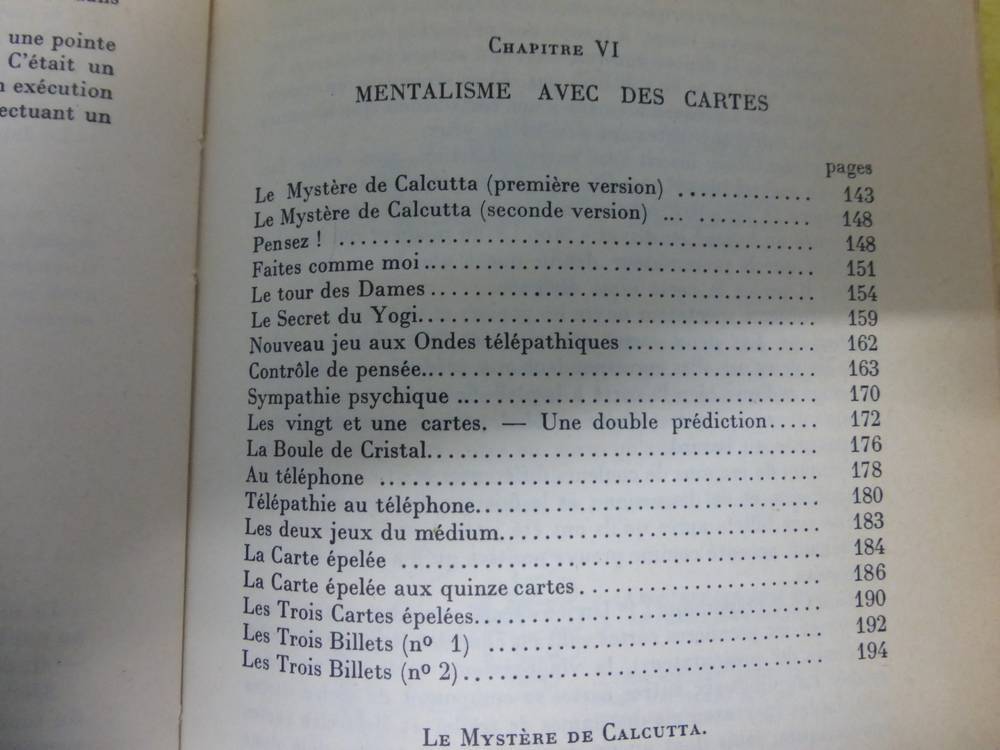 une pointe
C'était un
exécution
ectuant un
CHAPITRE VI
MENTALISME AVEC DES CARTES
pages
Le Mystère de Calcutta (première version) ............. 143
Le Mystère de Calcutta (seconde version) ... ........... 148
Pensez ! ............................................. 148
Faites comme moi ..................................... 151
Le tour des Dames .................................... 154
Le Secret du Yogi..................................... 159
Nouveau jeu aux Ondes télépathiques .................. 162
Contrôle de pensée.................................... 163
Sympathie psychique .................................. 170
Les vingt et une cartes. — Une double prédiction..... 172
La Boule de Cristal................................... 176
Au téléphone ......................................... 178
Télépathie au téléphone............................... 180
Les deux jeux du médium............................... 183
La Carte épelée ...................................... 184
La Carte épelée aux quinze cartes .................... 186
Les Trois Cartes épelées.............................. 190
Les Trois Billets (nº 1) ............................. 192
Les Trois Billets (nº 2).............................. 194
LE MYSTÈRE DE CALCUTTA.